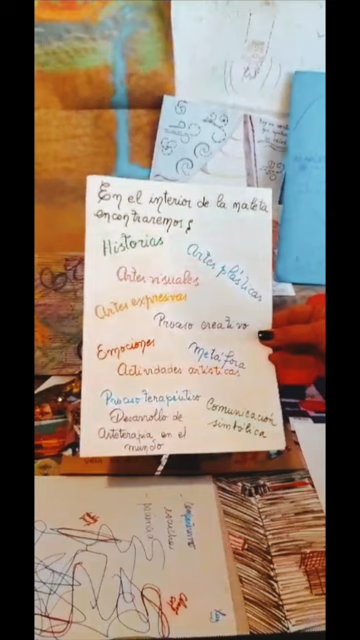 En el interior de la maleta
encontraremos:
Historias
Artes plásticas
Artes visuales
Artes expresivas
Proceso creativo
Emociones
Metáfora
Actividades artísticas
Proceso terapéutico
Comunicación
simbólica
Desarrollo de
Arteterapia en el
mundo